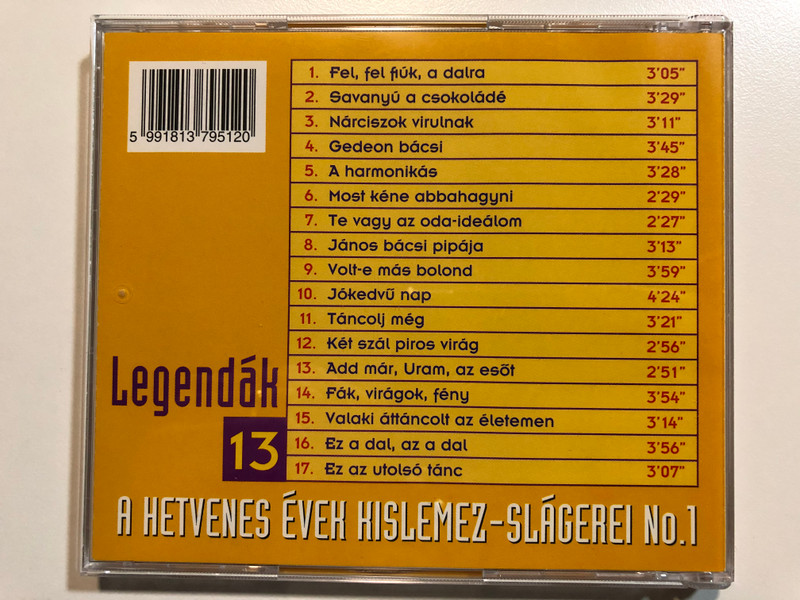 5 991813 795120
1. Fel, fel fiúk, a dalra 3'05"
2. Savanyú a csokoládé 3'29"
3. Nárciszok virulnak 3'11"
4. Gedeon bácsi 3'45"
5. A harmonikás 3'28"
6. Most kéne abbahagyni 2'29"
7. Te vagy az oda-ideálom 2'27"
8. János bácsi pipája 3'13"
9. Volt-e más bolond 3'59"
10. Jókedvű nap 4'24"
11. Táncolj még 3'21"
12. Két szál piros virág 2'56"
13. Add már, Uram, az esőt 2'51"
14. Fák, virágok, fény 3'54"
15. Valaki áttáncolt az életemen 3'14"
16. Ez a dal, az a dal 3'56"
17. Ez az utolsó tánc 3'07"
Legendák
13
A HETVENES ÉVEK KISLEMEZ-SLÁGEREI No.1